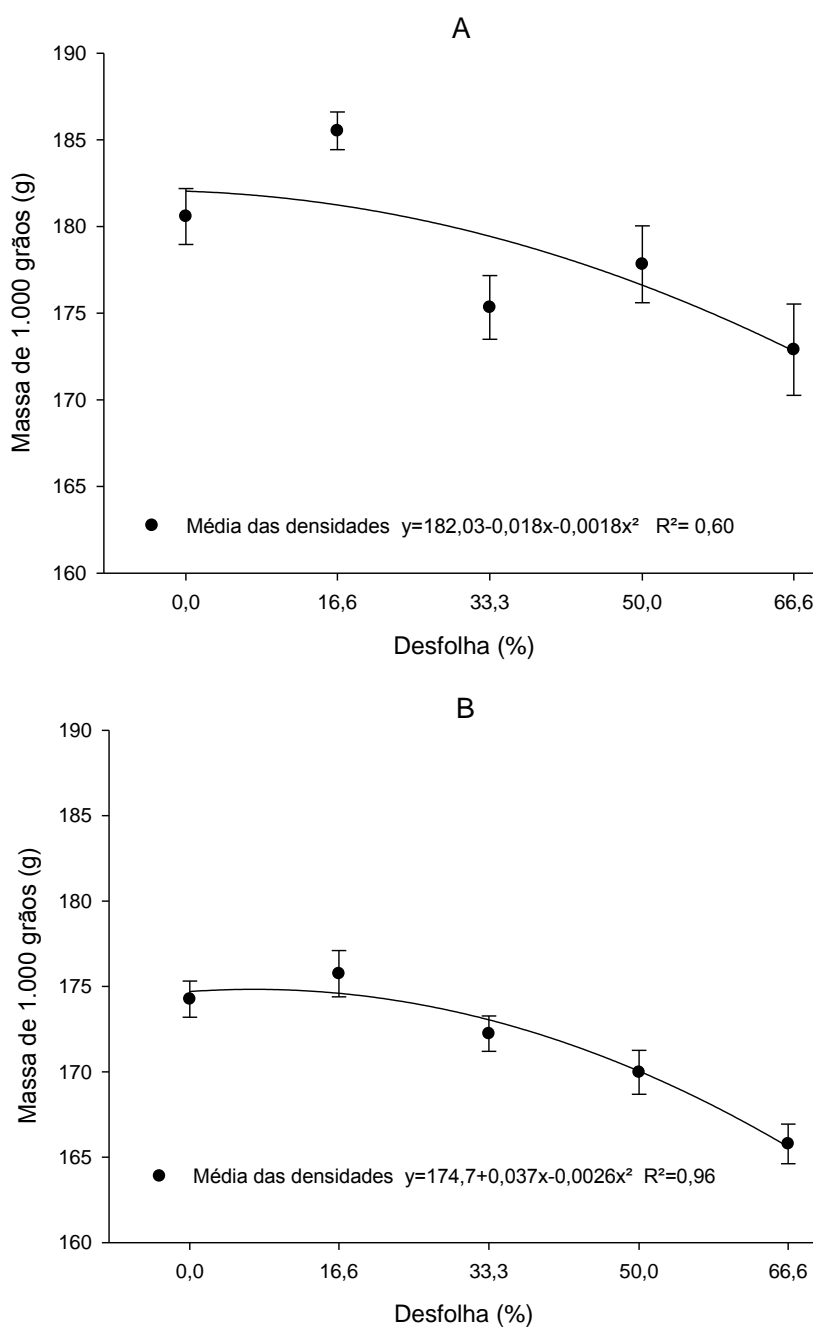 A
190
185
180
175
170
165
160
Massa de 1.000 grãos (g)
Média das densidades y=182,03-0,018x-0,0018x² R²= 0,60
0,0 16,6 33,3 50,0 66,6
Desfolha (%)
B
190
185
180
175
170
165
160
Massa de 1.000 grãos (g)
Média das densidades y=174,7+0,037x-0,0026x² R²=0,96
0,0 16,6 33,3 50,0 66,6
Desfolha (%)